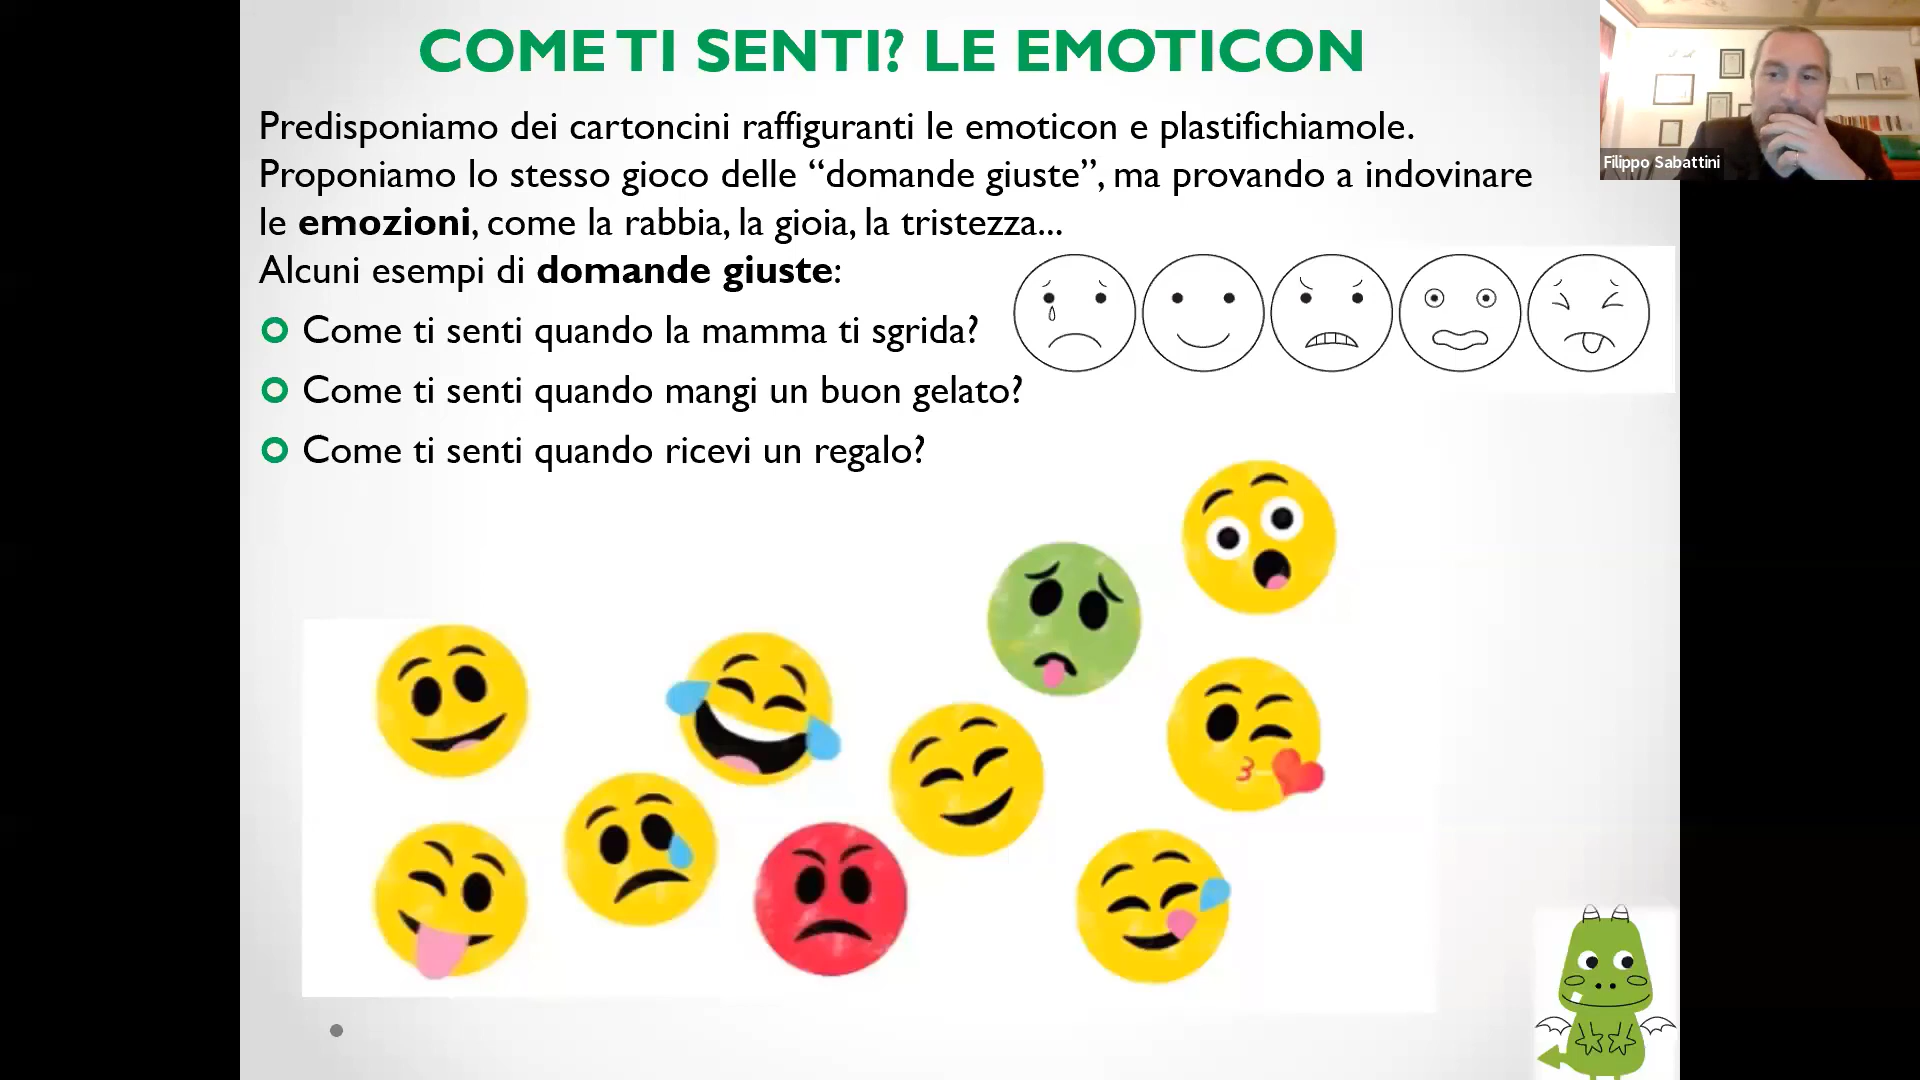 COME TI SENTI? LE EMOTICON
Predisponiamo dei cartoncini raffiguranti le emoticon e plastifichiamole.
Proponiamo lo stesso gioco delle “domande giuste”, ma provando a indovinare
le emozioni, come la rabbia, la gioia, la tristezza...
Alcuni esempi di domande giuste:
Come ti senti quando la mamma ti sgrida?
Come ti senti quando mangi un buon gelato?
Come ti senti quando ricevi un regalo?
Filippo Sabattini